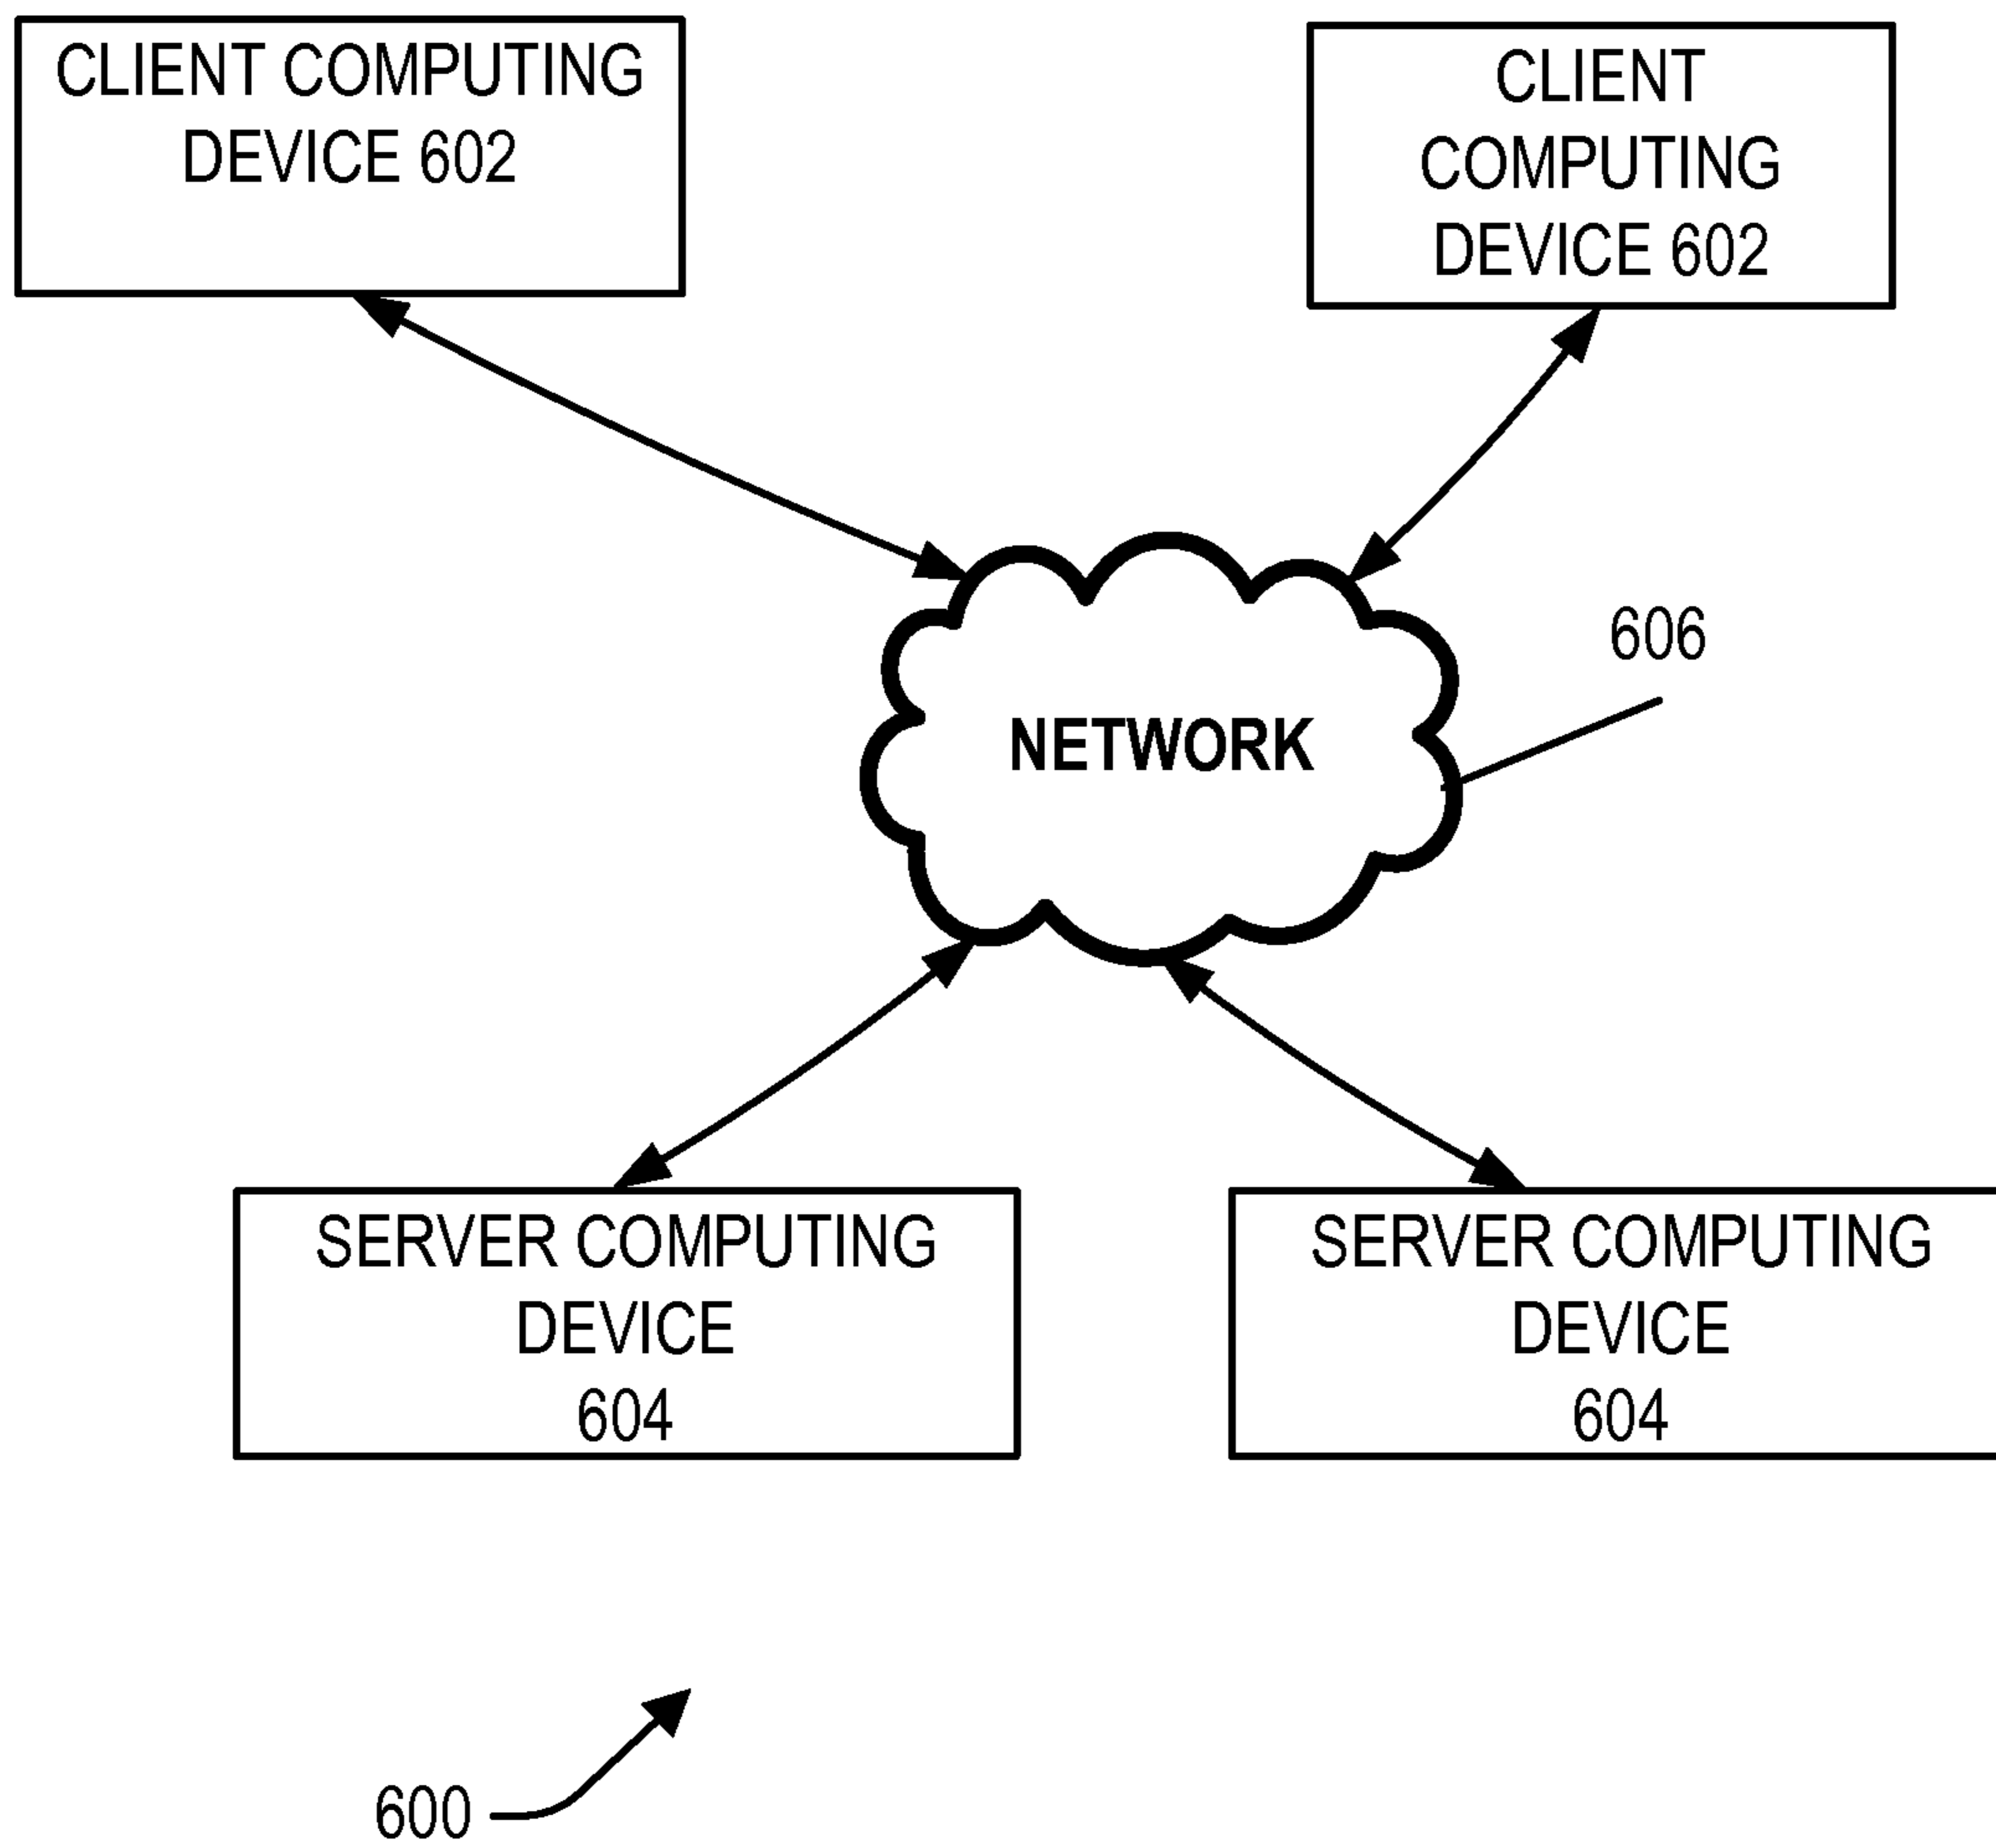 CLIENT COMPUTING
DEVICE 602
CLIENT
COMPUTING
DEVICE 602
606
NETWORK
SERVER COMPUTING
DEVICE
604
SERVER COMPUTING
DEVICE
604
600